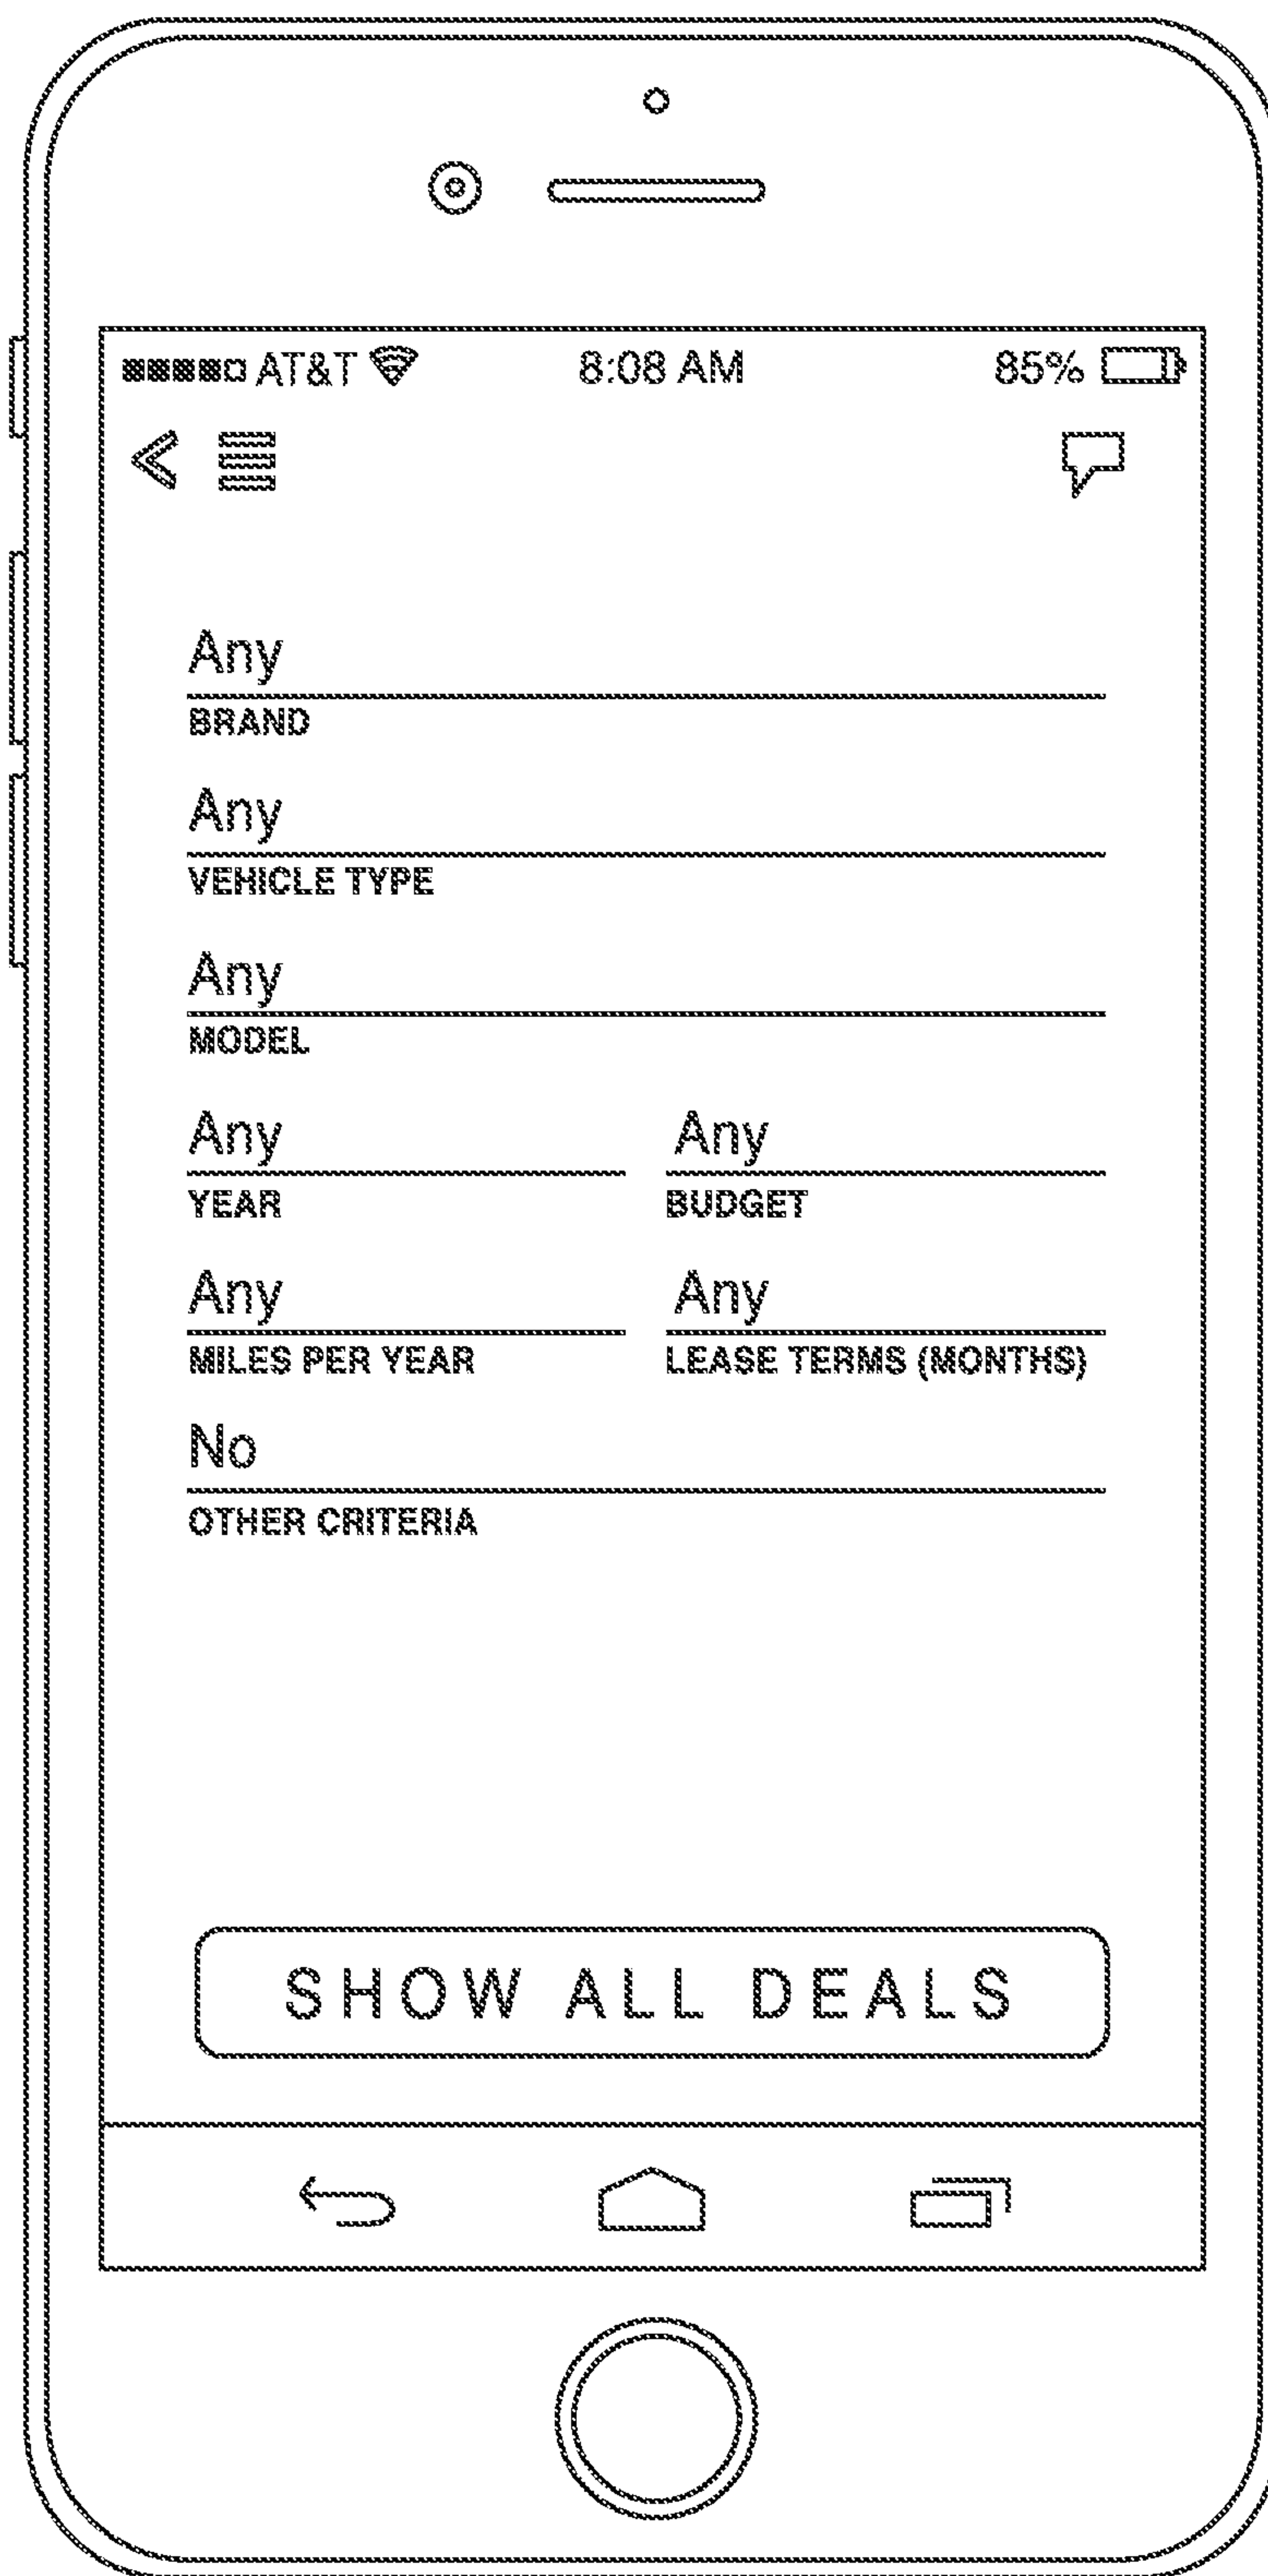 AT&T 8:08 AM 85%
Any
BRAND
Any
VEHICLE TYPE
Any
MODEL
Any Any
YEAR BUDGET
Any Any
MILES PER YEAR LEASE TERMS (MONTHS)
No
OTHER CRITERIA
SHOW ALL DEALS